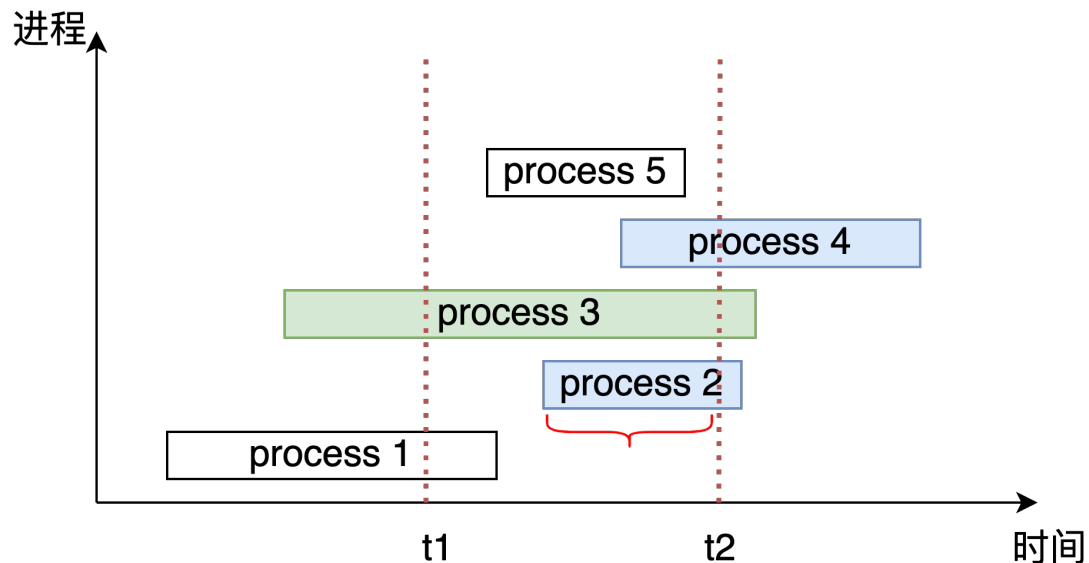 进程
process 5
process 4
process 3
process 2
process 1
t1
t2
时间